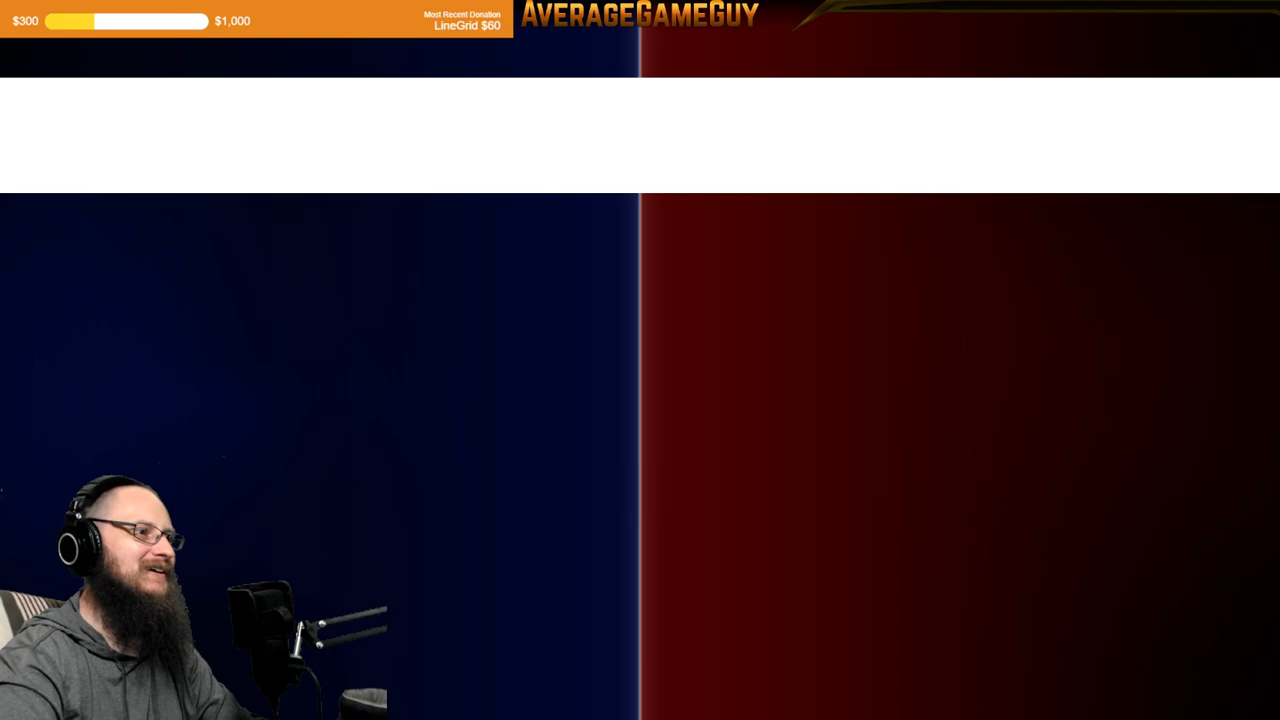 $300
$1,000
Most Recent Donation
LineGrid $60
AVERAGEGAMEGUY